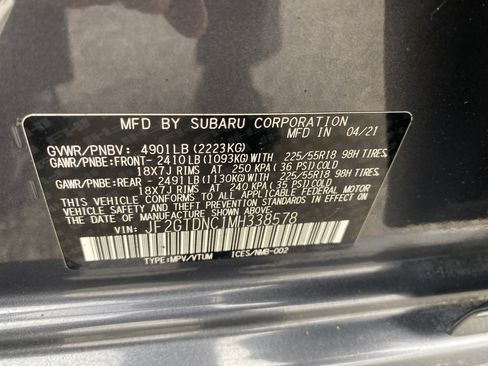 MFD BY SUBARU CORPORATION
GVWR/PNBV: 4901LB (2223KG) MADE IN 04/21
GAWR/PNBE:FRONT- 2410LB(1093KG)WITH 225/55R18 98H TIRES
18X7J RIMS AT 250 KPA (36 PSI) COLD
GAWR/PNBE:REAR - 2491LB(1130KG)WITH 225/55R18 98H TIRES
18X7J RIMS AT 240 KPA (35 PSI) COLD
THIS VEHICLE CONFORMS TO ALL APPLICABLE FEDERAL MOTOR
VEHICLE SAFETY AND BUMPER STANDARDS IN EFFECT
ON THE DATE OF MANUFACTURE SHOWN ABOVE.
VIN: JF2GTDNC1MH338578
TYPE:MPV/VTUM ICES/NMB-002